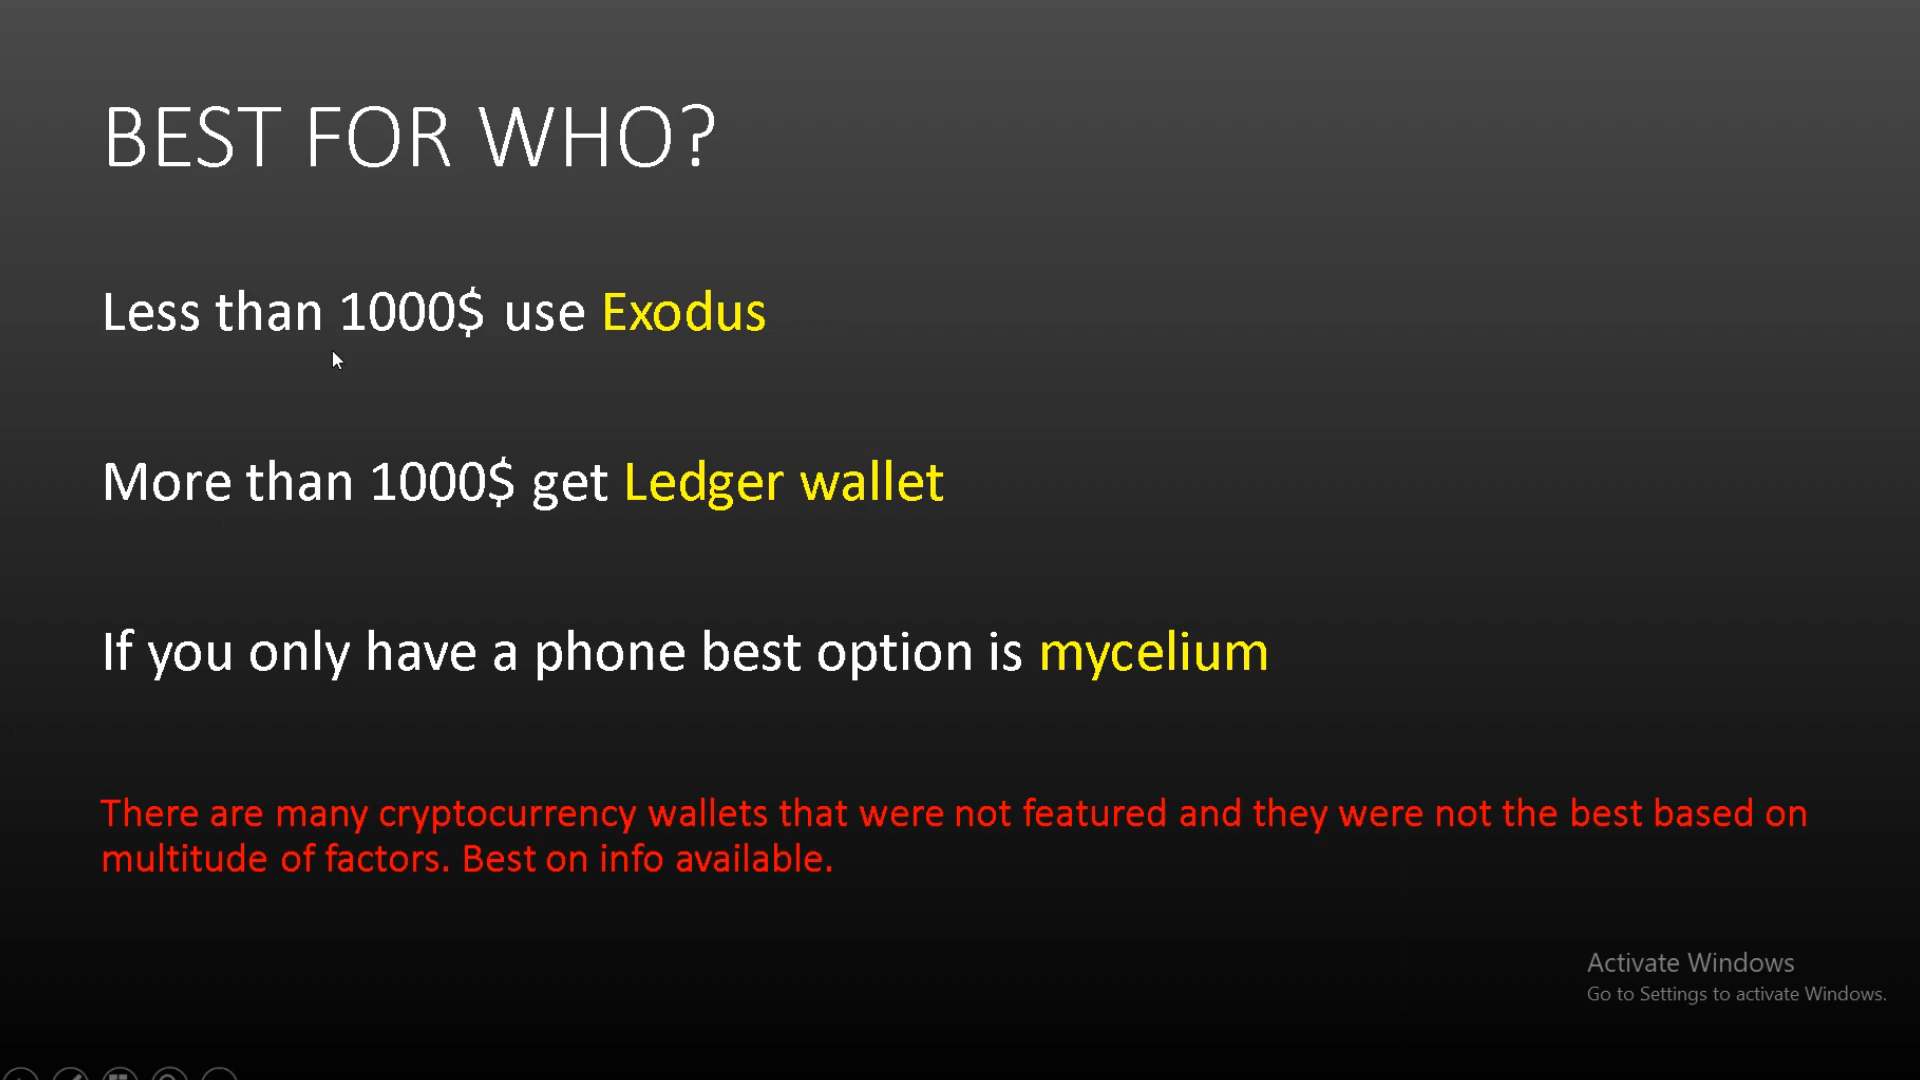 BEST FOR WHO?
Less than 1000$ use Exodus
More than 1000$ get Ledger wallet
If you only have a phone best option is mycelium
There are many cryptocurrency wallets that were not featured and they were not the best based on
multitude of factors. Best on info available.
Activate Windows
Go to Settings to activate Windows.